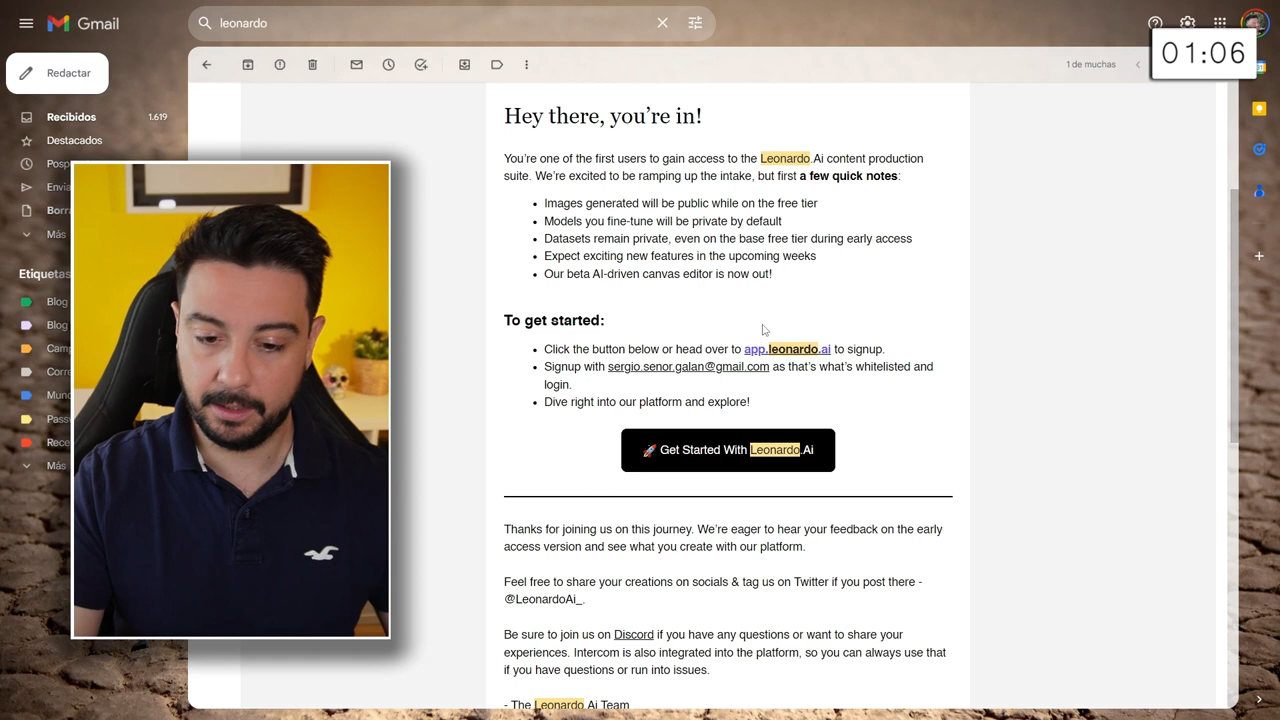 Gmail
leonardo
01:06
Redactar
1 de muchas
Recibidos 1.619
Destacados
Posp
Envia
Borra
Más
Etiquetas
Blog
Blog
Cam
Corre
Mund
Pass
Rece
Más
Hey there, you’re in!
You’re one of the first users to gain access to the Leonardo.Ai content production
suite. We’re excited to be ramping up the intake, but first a few quick notes:
• Images generated will be public while on the free tier
• Models you fine-tune will be private by default
• Datasets remain private, even on the base free tier during early access
• Expect exciting new features in the upcoming weeks
• Our beta AI-driven canvas editor is now out!
To get started:
• Click the button below or head over to app.leonardo.ai to signup.
• Signup with sergio.senor.galan@gmail.com as that’s what’s whitelisted and
login.
• Dive right into our platform and explore!
🚀 Get Started With Leonardo.Ai
Thanks for joining us on this journey. We’re eager to hear your feedback on the early
access version and see what you create with our platform.
Feel free to share your creations on socials & tag us on Twitter if you post there -
@LeonardoAi_.
Be sure to join us on Discord if you have any questions or want to share your
experiences. Intercom is also integrated into the platform, so you can always use that
if you have questions or run into issues.
- The Leonardo.Ai Team